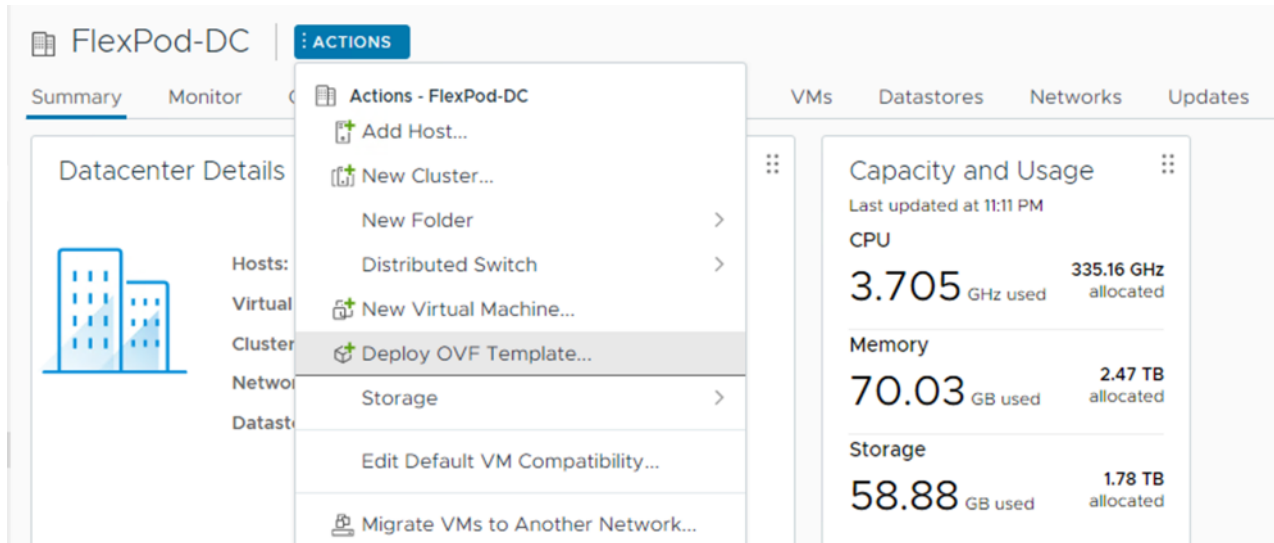 FlexPod-DC
ACTIONS
Summary Monitor VMs Datastores Networks Updates
Actions - FlexPod-DC
Add Host...
New Cluster...
New Folder
Distributed Switch
New Virtual Machine...
Deploy OVF Template...
Storage
Edit Default VM Compatibility...
Migrate VMs to Another Network...
Datacenter Details
Hosts:
Virtual
Cluster
Networ
Datast
Capacity and Usage
Last updated at 11:11 PM
CPU
3.705 GHz used 335.16 GHz allocated
Memory
70.03 GB used 2.47 TB allocated
Storage
58.88 GB used 1.78 TB allocated